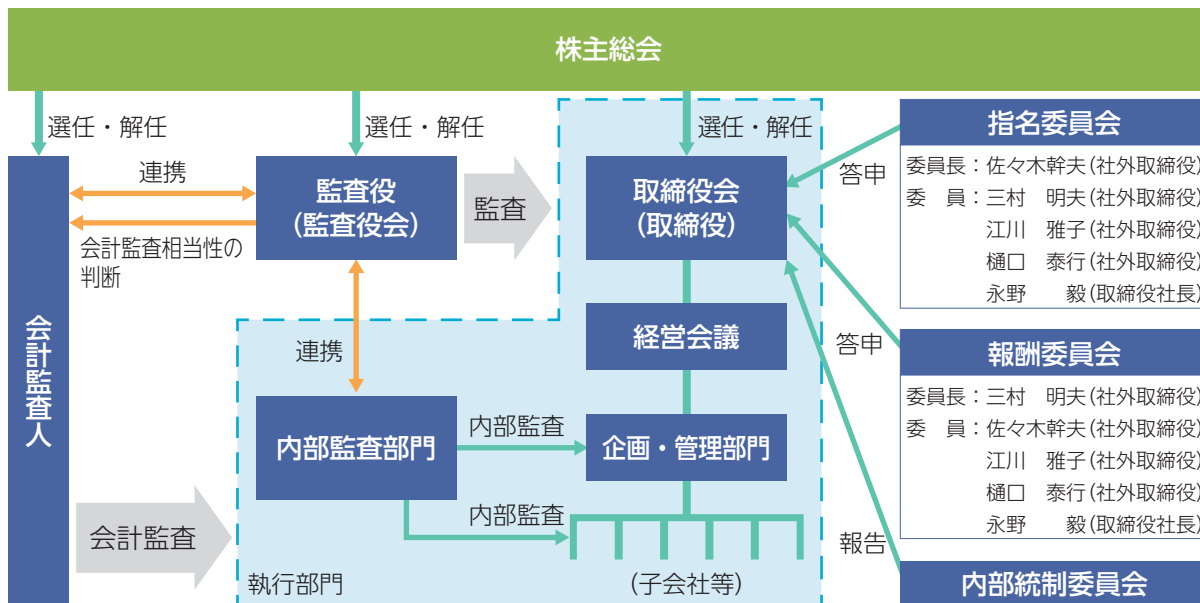 株主総会
選任・解任
選任・解任
選任・解任
会計監査人
連携
会計監査相当性の
判断
監査役
(監査役会)
監査
取締役会
(取締役)
答申
指名委員会
委員長：佐々木幹夫(社外取締役)
委　員：三村　明夫(社外取締役)
江川　雅子(社外取締役)
樋口　泰行(社外取締役)
永野　　毅(取締役社長)
連携
経営会議
答申
報酬委員会
委員長：三村　明夫(社外取締役)
委　員：佐々木幹夫(社外取締役)
江川　雅子(社外取締役)
樋口　泰行(社外取締役)
永野　　毅(取締役社長)
内部監査部門
内部監査
企画・管理部門
内部監査
会計監査
報告
執行部門
(子会社等)
内部統制委員会